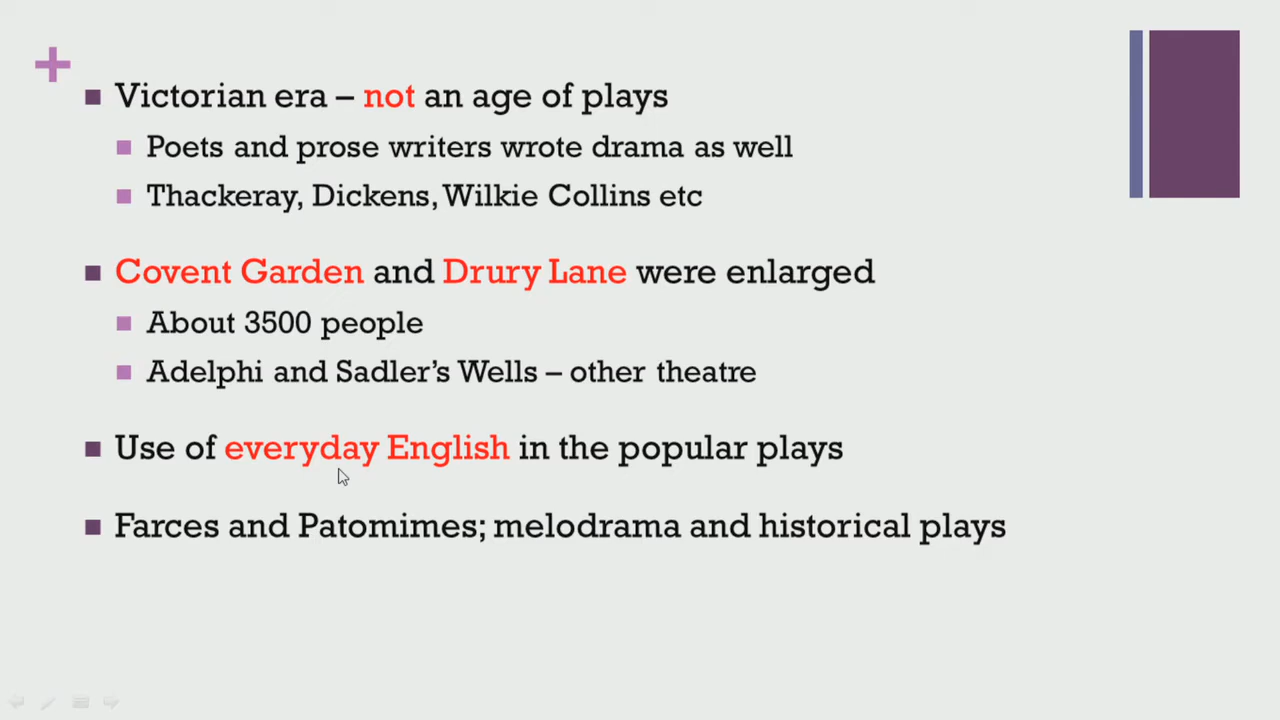 Victorian era – not an age of plays
Poets and prose writers wrote drama as well
Thackeray, Dickens, Wilkie Collins etc
Covent Garden and Drury Lane were enlarged
About 3500 people
Adelphi and Sadler's Wells – other theatre
Use of everyday English in the popular plays
Farces and Patomimes; melodrama and historical plays